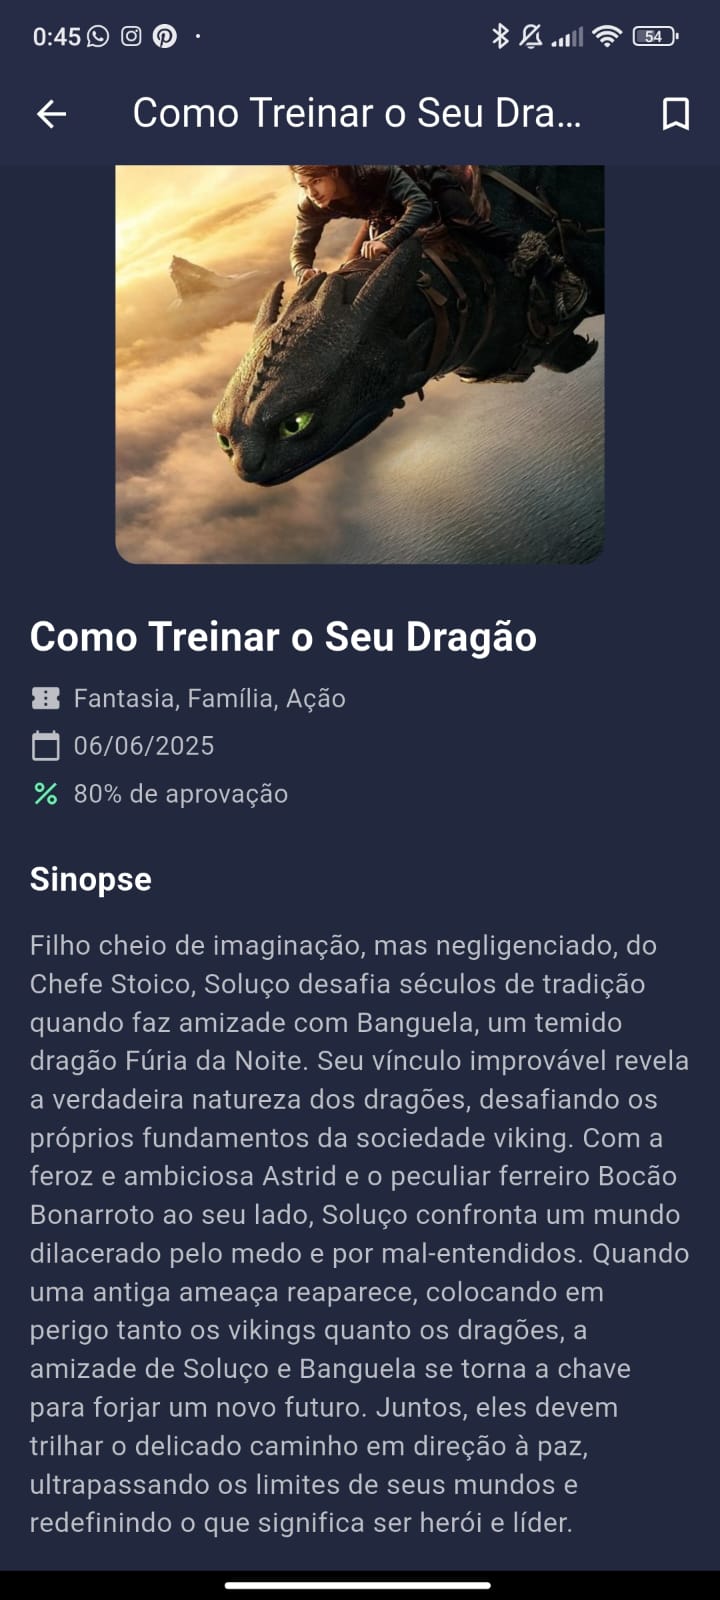 0:45
54
Como Treinar o Seu Dra...
Como Treinar o Seu Dragão
Fantasia, Família, Ação
06/06/2025
80% de aprovação
Sinopse
Filho cheio de imaginação, mas negligenciado, do
Chefe Stoico, Soluço desafia séculos de tradição
quando faz amizade com Banguela, um temido
dragão Fúria da Noite. Seu vínculo improvável revela
a verdadeira natureza dos dragões, desafiando os
próprios fundamentos da sociedade viking. Com a
feroz e ambiciosa Astrid e o peculiar ferreiro Bocão
Bonarroto ao seu lado, Soluço confronta um mundo
dilacerado pelo medo e por mal-entendidos. Quando
uma antiga ameaça reaparece, colocando em
perigo tanto os vikings quanto os dragões, a
amizade de Soluço e Banguela se torna a chave
para forjar um novo futuro. Juntos, eles devem
trilhar o delicado caminho em direção à paz,
ultrapassando os limites de seus mundos e
redefinindo o que significa ser herói e líder.